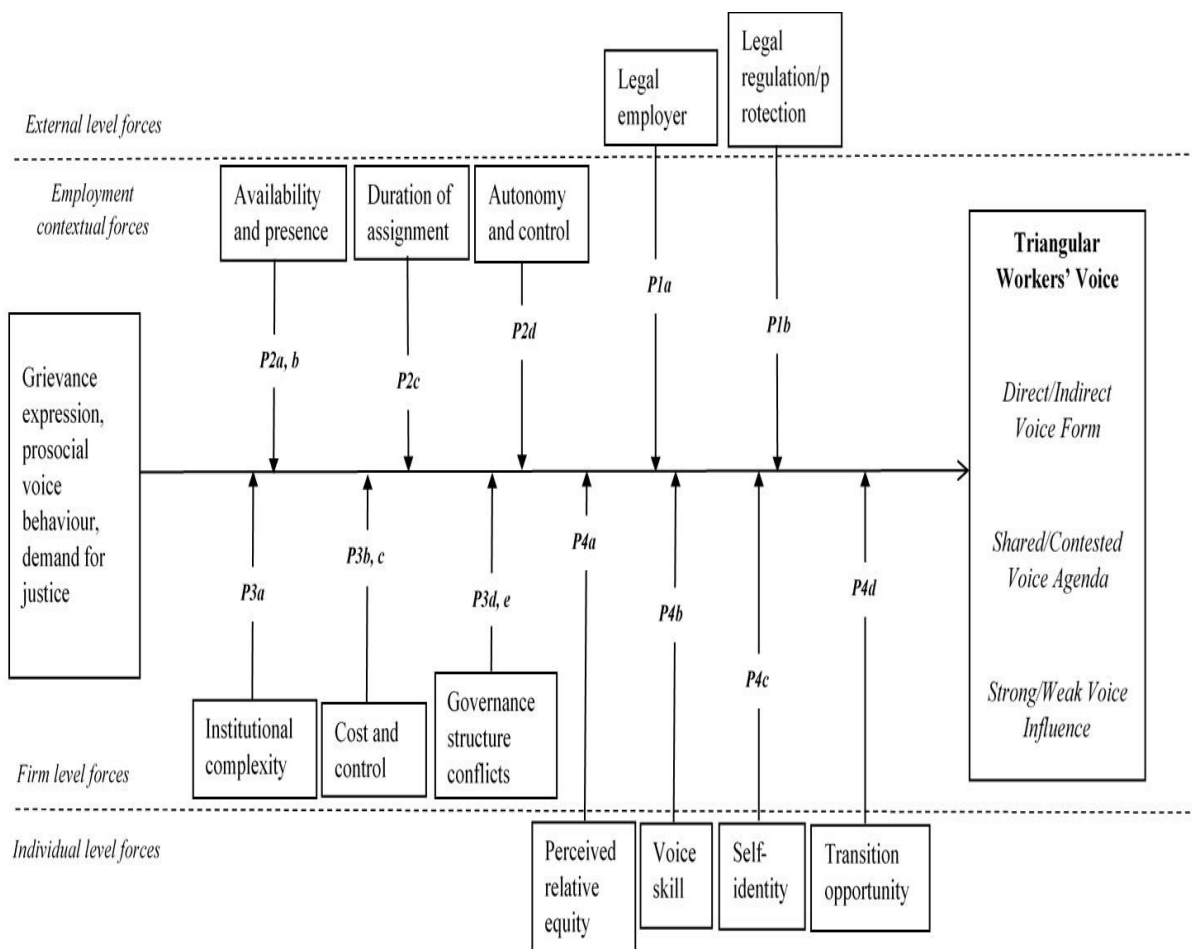 Legal
employer
Legal
regulation/p
rotection
External level forces
Employment
contextual forces
Availability
and presence
Duration of
assignment
Autonomy
and control
P1a
P1b
P2a, b
P2c
P2d
Grievance
expression,
prosocial
voice
behaviour,
demand for
justice
Triangular
Workers’ Voice
Direct/Indirect
Voice Form
Shared/Contested
Voice Agenda
Strong/Weak Voice
Influence
P3a
P3b, c
P3d, e
P4a
P4b
P4c
P4d
Institutional
complexity
Cost and
control
Governance
structure
conflicts
Firm level forces
Individual level forces
Perceived
relative
equity
Voice
skill
Self-
identity
Transition
opportunity